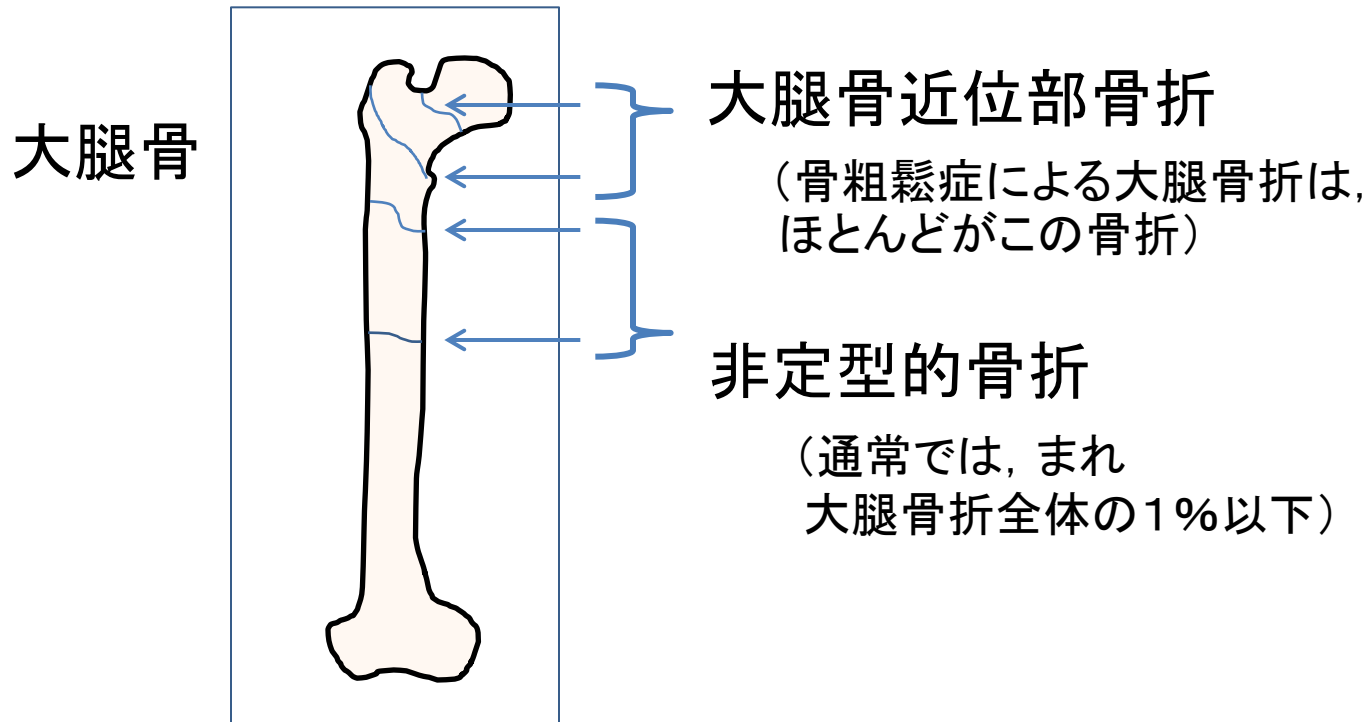 大腿骨
大腿骨近位部骨折
（骨粗鬆症による大腿骨折は，
ほとんどがこの骨折）
非定型的骨折
（通常では，まれ
大腿骨折全体の１％以下）